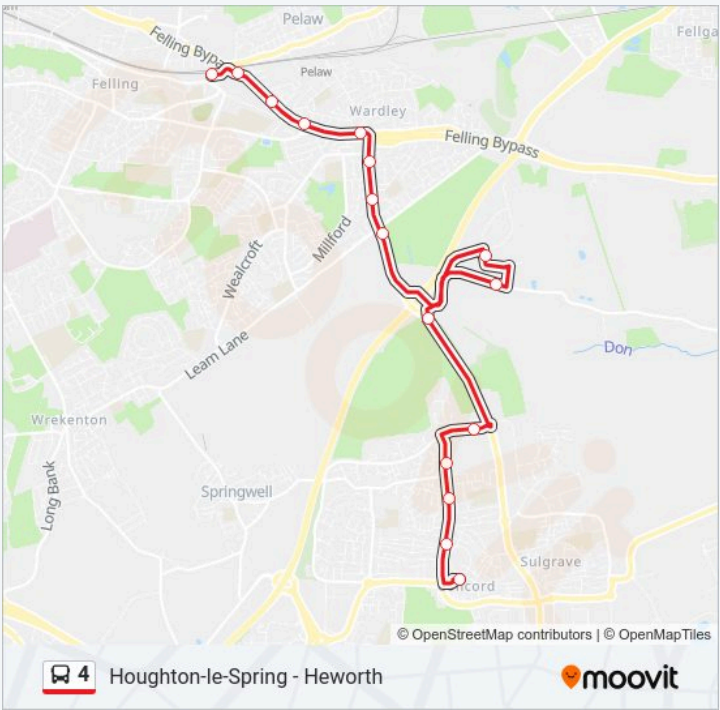 Pelaw
Fellga
Felling Bypa
Pelaw
Felling
Wardley
Felling Bypass
Millford
Wealcroft
Leam Lane
Don
Wrekenton
Long Bank
Springwell
Sulgrave
ncord
© OpenStreetMap contributors | © OpenMapTiles
4 Houghton-le-Spring - Heworth
moovit